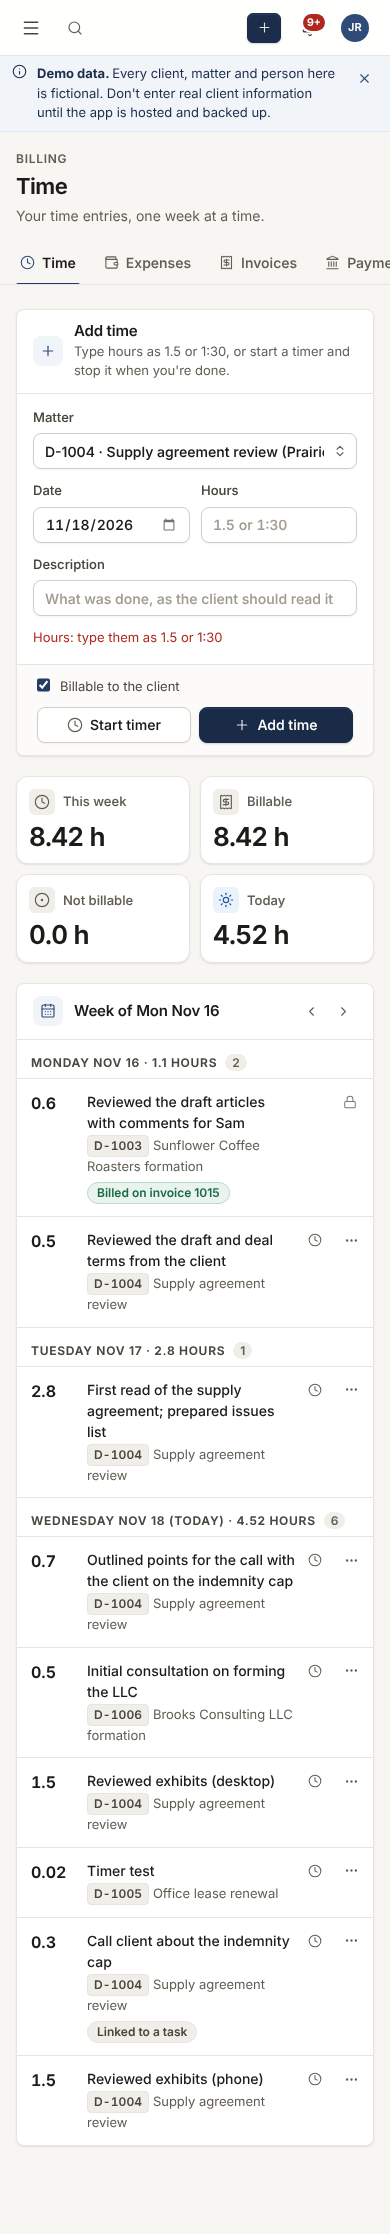 9+
JR
Demo data. Every client, matter and person here
is fictional. Don't enter real client information
until the app is hosted and backed up.
BILLING
Time
Your time entries, one week at a time.
Time Expenses Invoices Payme
Add time
Type hours as 1.5 or 1:30, or start a timer and
stop it when you're done.
Matter
D-1004 · Supply agreement review (Prairi
Date Hours
11/18/2026 1.5 or 1:30
Description
What was done, as the client should read it
Hours: type them as 1.5 or 1:30
Billable to the client
Start timer Add time
This week Billable
8.42 h 8.42 h
Not billable Today
0.0 h 4.52 h
Week of Mon Nov 16
MONDAY NOV 16 · 1.1 HOURS 2
0.6 Reviewed the draft articles
with comments for Sam
D-1003 Sunflower Coffee
Roasters formation
Billed on invoice 1015
0.5 Reviewed the draft and deal
terms from the client
D-1004 Supply agreement
review
TUESDAY NOV 17 · 2.8 HOURS 1
2.8 First read of the supply
agreement; prepared issues
list
D-1004 Supply agreement
review
WEDNESDAY NOV 18 (TODAY) · 4.52 HOURS 6
0.7 Outlined points for the call with
the client on the indemnity cap
D-1004 Supply agreement
review
0.5 Initial consultation on forming
the LLC
D-1006 Brooks Consulting LLC
formation
1.5 Reviewed exhibits (desktop)
D-1004 Supply agreement
review
0.02 Timer test
D-1005 Office lease renewal
0.3 Call client about the indemnity
cap
D-1004 Supply agreement
review
Linked to a task
1.5 Reviewed exhibits (phone)
D-1004 Supply agreement
review